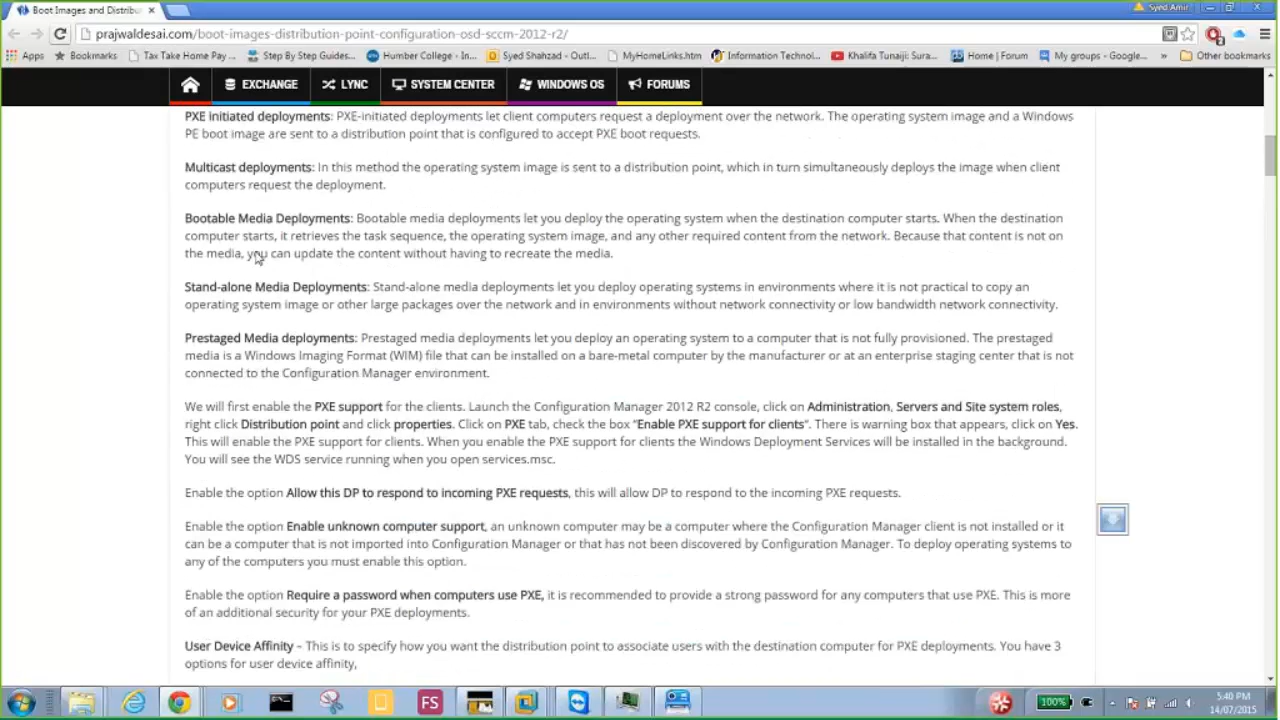 Boot Images and Distribut
Syed Amir
prajwaldesai.com/boot-images-distribution-point-configuration-osd-sccm-2012-r2/
Apps Bookmarks Tax Take Home Pay ... Step By Step Guides... Humber College - In... Syed Shahzad - Outl... MyHomeLinks.htm Information Technol... Khalifa Tunaiji: Sura... Home | Forum My groups - Google... » Other bookmarks
EXCHANGE LYNC SYSTEM CENTER WINDOWS OS FORUMS
PXE initiated deployments: PXE-initiated deployments let client computers request a deployment over the network. The operating system image and a Windows
PE boot image are sent to a distribution point that is configured to accept PXE boot requests.
Multicast deployments: In this method the operating system image is sent to a distribution point, which in turn simultaneously deploys the image when client
computers request the deployment.
Bootable Media Deployments: Bootable media deployments let you deploy the operating system when the destination computer starts. When the destination
computer starts, it retrieves the task sequence, the operating system image, and any other required content from the network. Because that content is not on
the media, you can update the content without having to recreate the media.
Stand-alone Media Deployments: Stand-alone media deployments let you deploy operating systems in environments where it is not practical to copy an
operating system image or other large packages over the network and in environments without network connectivity or low bandwidth network connectivity.
Prestaged Media deployments: Prestaged media deployments let you deploy an operating system to a computer that is not fully provisioned. The prestaged
media is a Windows Imaging Format (WIM) file that can be installed on a bare-metal computer by the manufacturer or at an enterprise staging center that is not
connected to the Configuration Manager environment.
We will first enable the PXE support for the clients. Launch the Configuration Manager 2012 R2 console, click on Administration, Servers and Site system roles,
right click Distribution point and click properties. Click on PXE tab, check the box "Enable PXE support for clients". There is warning box that appears, click on Yes.
This will enable the PXE support for clients. When you enable the PXE support for clients the Windows Deployment Services will be installed in the background.
You will see the WDS service running when you open services.msc.
Enable the option Allow this DP to respond to incoming PXE requests, this will allow DP to respond to the incoming PXE requests.
Enable the option Enable unknown computer support, an unknown computer may be a computer where the Configuration Manager client is not installed or it
can be a computer that is not imported into Configuration Manager or that has not been discovered by Configuration Manager. To deploy operating systems to
any of the computers you must enable this option.
Enable the option Require a password when computers use PXE, it is recommended to provide a strong password for any computers that use PXE. This is more
of an additional security for your PXE deployments.
User Device Affinity – This is to specify how you want the distribution point to associate users with the destination computer for PXE deployments. You have 3
options for user device affinity,
FS
100%
5:40 PM
14/07/2015